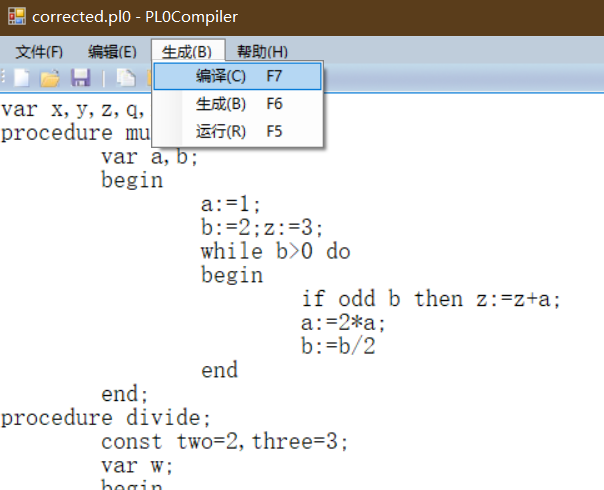 corrected.pl0 - PL0Compiler
文件(F) 编辑(E) 生成(B) 帮助(H)
编译(C) F7
生成(B) F6
运行(R) F5
var x,y,z,q,
procedure mu
var a,b;
begin
a:=1;
b:=2;z:=3;
while b>0 do
begin
if odd b then z:=z+a;
a:=2*a;
b:=b/2
end
end;
procedure divide;
const two=2,three=3;
var w;
begin